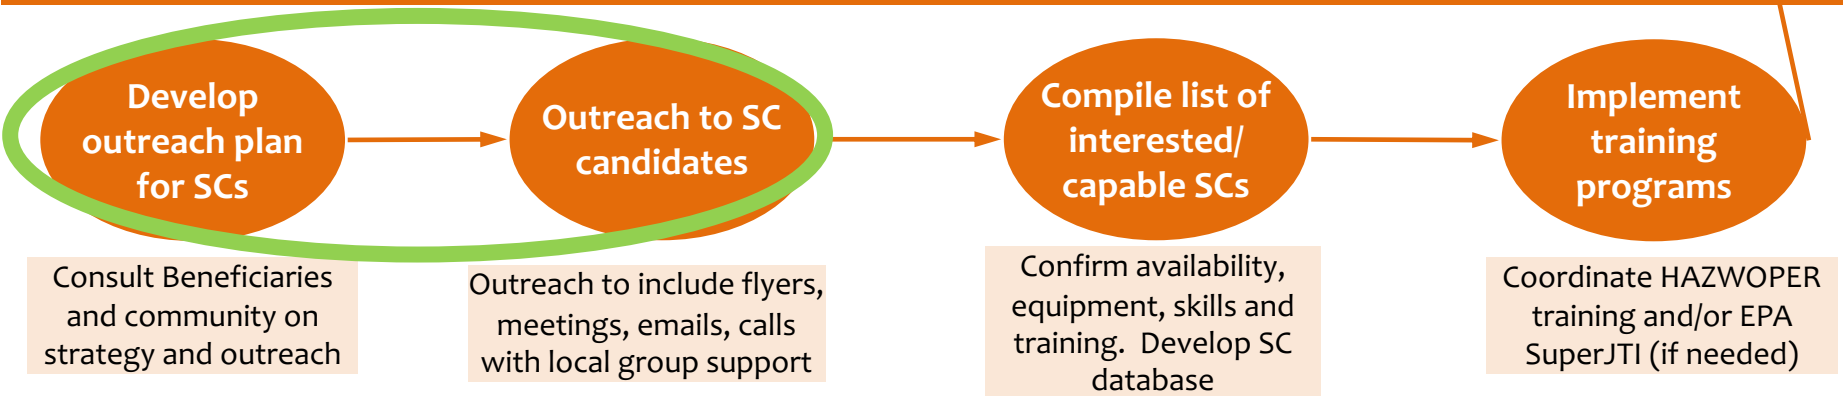 Develop
outreach plan
for SCs
Outreach to SC
candidates
Compile list of
interested/
capable SCs
Implement
training
programs
Consult Beneficiaries
and community on
strategy and outreach
Outreach to include flyers,
meetings, emails, calls
with local group support
Confirm availability,
equipment, skills and
training.  Develop SC
database
Coordinate HAZWOPER
training and/or EPA
SuperJTI (if needed)